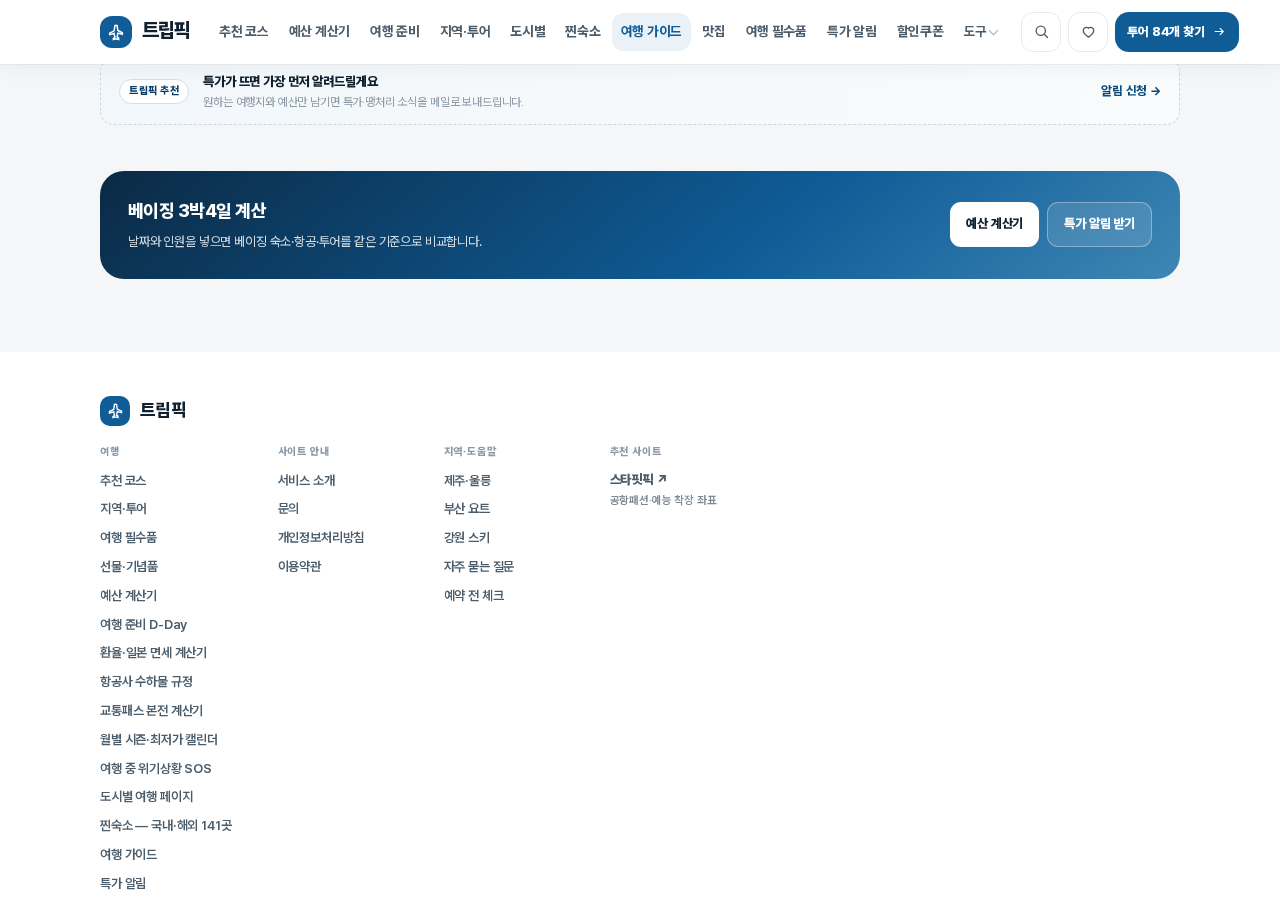 트립픽
추천 코스 예산 계산기 여행 준비 지역·투어 도시별 찐숙소 여행 가이드 맛집 여행 필수품 특가 알림 할인쿠폰 도구
투어 84개 찾기 →
트립픽 추천
특가가 뜨면 가장 먼저 알려드릴게요
원하는 여행지와 예산만 남기면 특가·땡처리 소식을 메일로 보내드립니다.
알림 신청 →
베이징 3박4일 계산
날짜와 인원을 넣으면 베이징 숙소·항공·투어를 같은 기준으로 비교합니다.
예산 계산기
특가 알림 받기
트립픽
여행
추천 코스
지역·투어
여행 필수품
선물·기념품
예산 계산기
여행 준비 D-Day
환율·일본 면세 계산기
항공사 수하물 규정
교통패스 본전 계산기
월별 시즌·최저가 캘린더
여행 중 위기상황 SOS
도시별 여행 페이지
찐숙소 — 국내·해외 141곳
여행 가이드
특가 알림
사이트 안내
서비스 소개
문의
개인정보처리방침
이용약관
지역·도움말
제주·울릉
부산 요트
강원 스키
자주 묻는 질문
예약 전 체크
추천 사이트
스타핏픽 ↗
공항패션·예능 착장 좌표